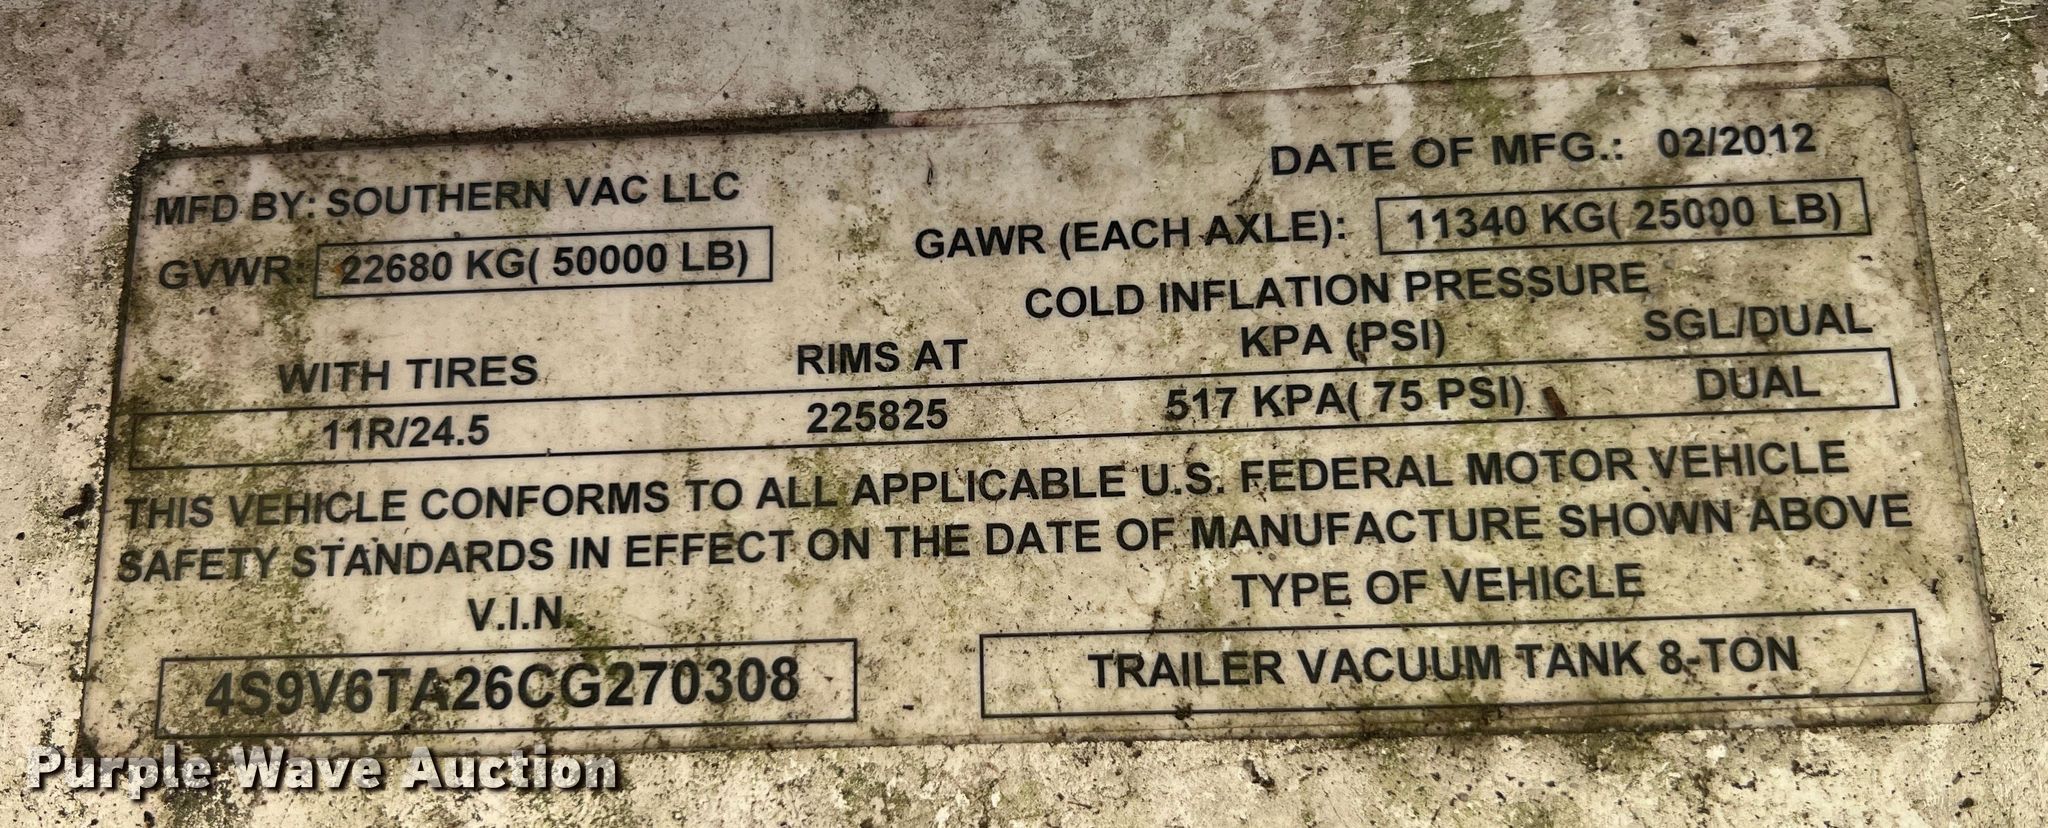 DATE OF MFG.: 02/2012
MFD BY: SOUTHERN VAC LLC
GVWR: 22680 KG( 50000 LB) GAWR (EACH AXLE): 11340 KG( 25000 LB)
COLD INFLATION PRESSURE
WITH TIRES RIMS AT KPA (PSI) SGL/DUAL
11R/24.5 225825 517 KPA( 75 PSI) DUAL
THIS VEHICLE CONFORMS TO ALL APPLICABLE U.S. FEDERAL MOTOR VEHICLE
SAFETY STANDARDS IN EFFECT ON THE DATE OF MANUFACTURE SHOWN ABOVE
V.I.N. TYPE OF VEHICLE
4S9V6TA26CG270308 TRAILER VACUUM TANK 8-TON
Purple Wave Auction